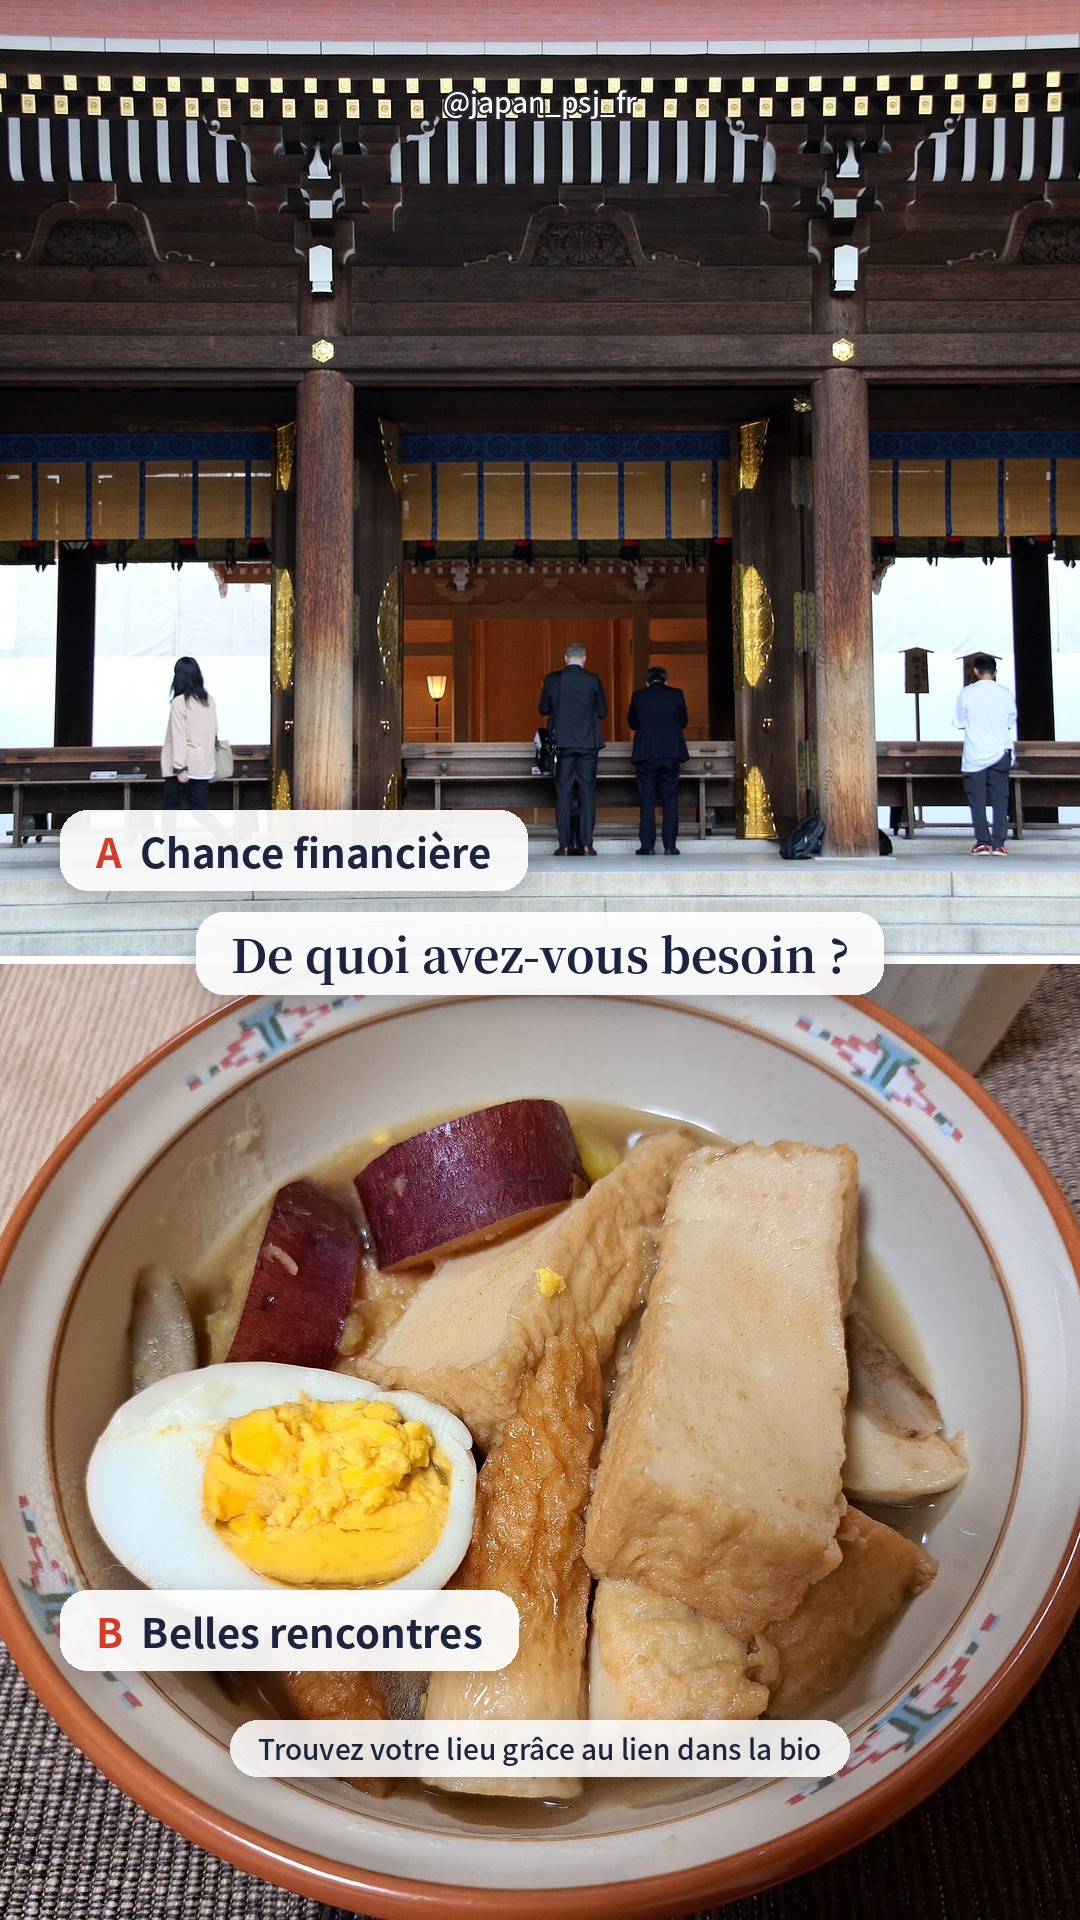 @japan_psj_fr
A Chance financière
De quoi avez-vous besoin ?
B Belles rencontres
Trouvez votre lieu grâce au lien dans la bio